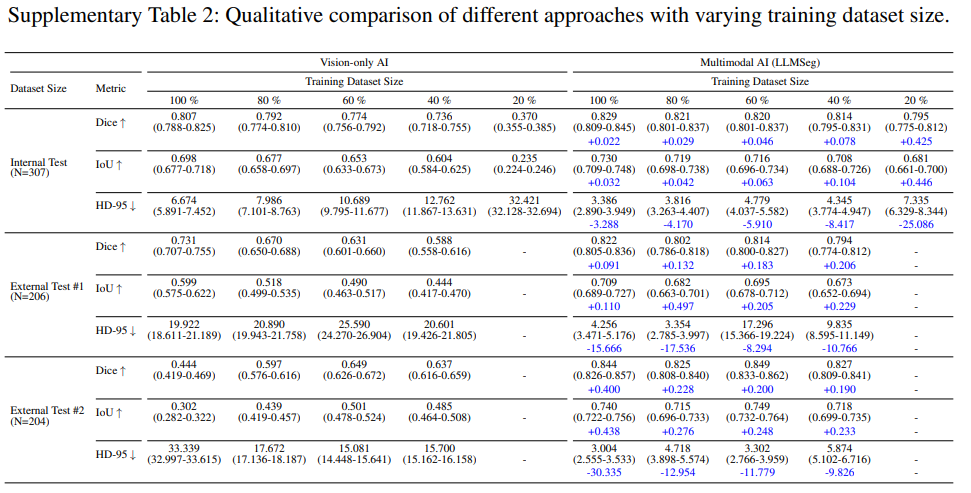 Supplementary Table 2: Qualitative comparison of different approaches with varying training dataset size.
Vision-only AI Multimodal AI (LLMSeg)
Dataset Size Metric Training Dataset Size Training Dataset Size
100 % 80 % 60 % 40 % 20 % 100 % 80 % 60 % 40 % 20 %
Internal Test
(N=307)
Dice ↑ 0.807 0.792 0.774 0.736 0.370 0.829 0.821 0.820 0.814 0.795
(0.788-0.825) (0.774-0.810) (0.756-0.792) (0.718-0.755) (0.355-0.385) (0.809-0.845) (0.801-0.837) (0.801-0.837) (0.795-0.831) (0.775-0.812)
+0.022 +0.029 +0.046 +0.078 +0.425
IoU ↑ 0.698 0.677 0.653 0.604 0.235 0.730 0.719 0.716 0.708 0.681
(0.677-0.718) (0.658-0.697) (0.633-0.673) (0.584-0.625) (0.224-0.246) (0.709-0.748) (0.698-0.738) (0.696-0.734) (0.688-0.726) (0.661-0.700)
+0.032 +0.042 +0.063 +0.104 +0.446
HD-95 ↓ 6.674 7.986 10.689 12.762 32.421 3.386 3.816 4.779 4.345 7.335
(5.891-7.452) (7.101-8.763) (9.795-11.677) (11.867-13.631) (32.128-32.694) (2.890-3.949) (3.263-4.407) (4.037-5.582) (3.774-4.947) (6.329-8.344)
-3.288 -4.170 -5.910 -8.417 -25.086
External Test #1
(N=206)
Dice ↑ 0.731 0.670 0.631 0.588 - 0.822 0.802 0.814 0.794 -
(0.707-0.755) (0.650-0.688) (0.601-0.660) (0.558-0.616) (0.805-0.836) (0.786-0.818) (0.800-0.827) (0.774-0.812)
+0.091 +0.132 +0.183 +0.206 -
IoU ↑ 0.599 0.518 0.490 0.444 - 0.709 0.682 0.695 0.673 -
(0.575-0.622) (0.499-0.535) (0.463-0.517) (0.417-0.470) (0.689-0.727) (0.663-0.701) (0.678-0.712) (0.652-0.694)
+0.110 +0.497 +0.205 +0.229 -
HD-95 ↓ 19.922 20.890 25.590 20.601 - 4.256 3.354 17.296 9.835 -
(18.611-21.189) (19.943-21.758) (24.270-26.904) (19.426-21.805) (3.471-5.176) (2.785-3.997) (15.366-19.224) (8.595-11.149)
-15.666 -17.536 -8.294 -10.766 -
External Test #2
(N=204)
Dice ↑ 0.444 0.597 0.649 0.637 - 0.844 0.825 0.849 0.827 -
(0.419-0.469) (0.576-0.616) (0.626-0.672) (0.616-0.659) (0.826-0.857) (0.808-0.840) (0.833-0.862) (0.809-0.841)
+0.400 +0.228 +0.200 +0.190 -
IoU ↑ 0.302 0.439 0.501 0.485 - 0.740 0.715 0.749 0.718 -
(0.282-0.322) (0.419-0.457) (0.478-0.524) (0.464-0.508) (0.722-0.756) (0.696-0.733) (0.732-0.764) (0.699-0.735)
+0.438 +0.276 +0.248 +0.233 -
HD-95 ↓ 33.339 17.672 15.081 15.700 - 3.004 4.718 3.302 5.874 -
(32.997-33.615) (17.136-18.187) (14.448-15.641) (15.162-16.158) (2.555-3.533) (3.898-5.574) (2.766-3.959) (5.102-6.716)
-30.335 -12.954 -11.779 -9.826 -